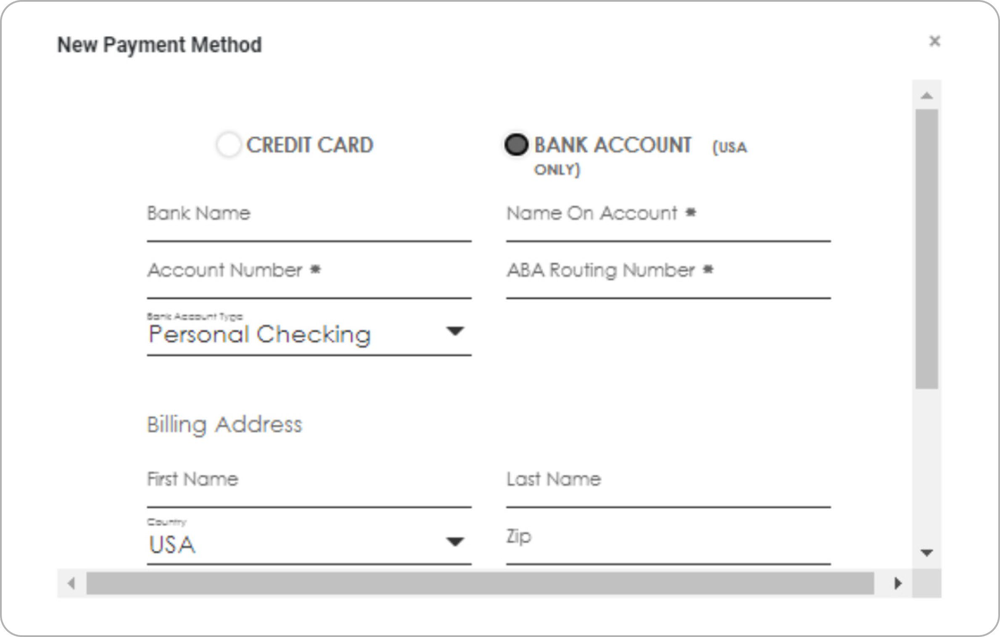 New Payment Method
×
CREDIT CARD
BANK ACCOUNT (USA
ONLY)
Bank Name
Name On Account *
Account Number *
ABA Routing Number *
Bank Account Type
Personal Checking
Billing Address
First Name
Last Name
Country
USA
Zip